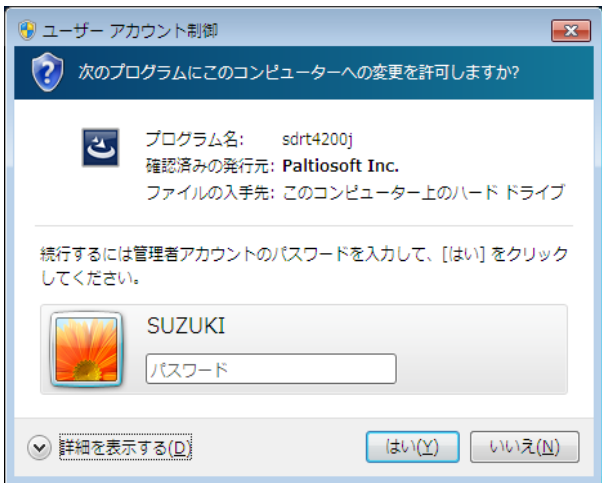 ユーザー アカウント制御
次のプログラムにこのコンピューターへの変更を許可しますか?
プログラム名: sdrt4200j
確認済みの発行元: Paltiosoft Inc.
ファイルの入手先: このコンピューター上のハード ドライブ
続行するには管理者アカウントのパスワードを入力して、[はい] をクリック
してください。
SUZUKI
パスワード
詳細を表示する(D)
はい(Y)
いいえ(N)